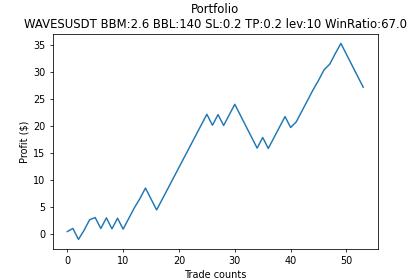 Portfolio
WAVESUSDT BBM:2.6 BBL:140 SL:0.2 TP:0.2 lev:10 WinRatio:67.0
35
30
25
20
15
10
5
0
Profit ($)
0 10 20 30 40 50
Trade counts